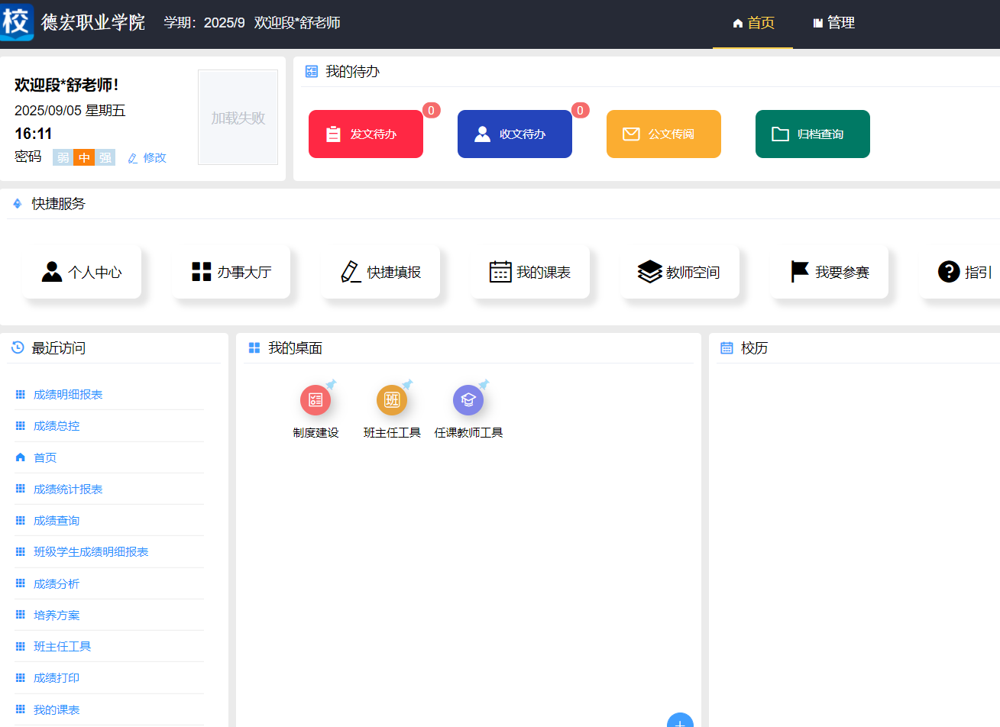 校 德宏职业学院 学期：2025/9 欢迎段*舒老师 首页 管理
欢迎段*舒老师！
2025/09/05 星期五
16:11
密码 弱 中 强 修改
加载失败
我的待办
发文待办 0
收文待办 0
公文传阅
归档查询
快捷服务
个人中心
办事大厅
快捷填报
我的课表
教师空间
我要参赛
指引
最近访问
成绩明细报表
成绩总控
首页
成绩统计报表
成绩查询
班级学生成绩明细报表
成绩分析
培养方案
班主任工具
成绩打印
我的课表
我的桌面
制度建设
班
班主任工具
任课教师工具
校历